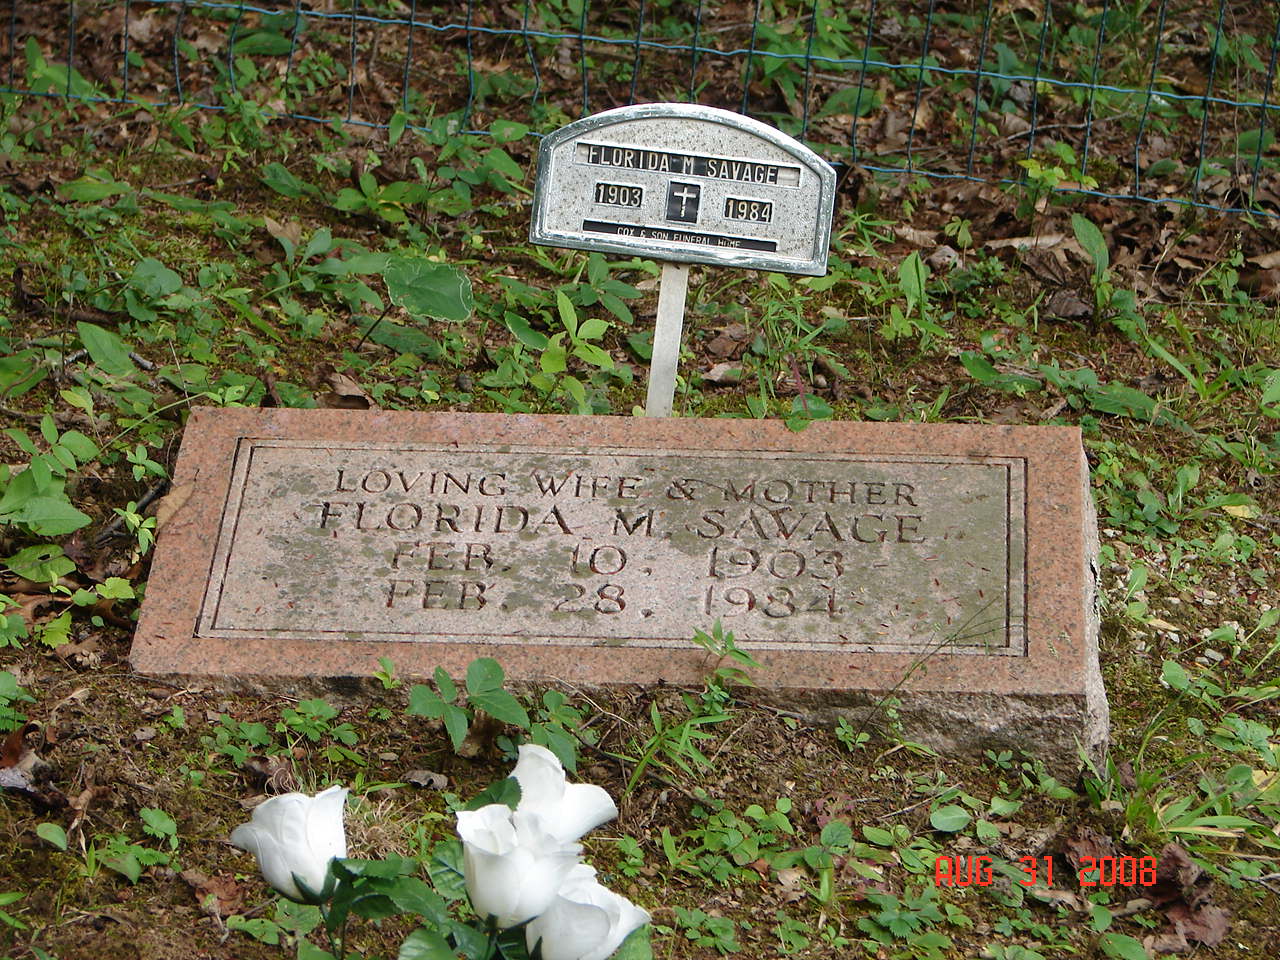 FLORIDA M SAVAGE
1903 1984
COX & SON FUNERAL HOME
LOVING WIFE & MOTHER
FLORIDA M. SAVAGE
FEB. 10, 1903 -
FEB. 28, 1984
AUG 31 2008